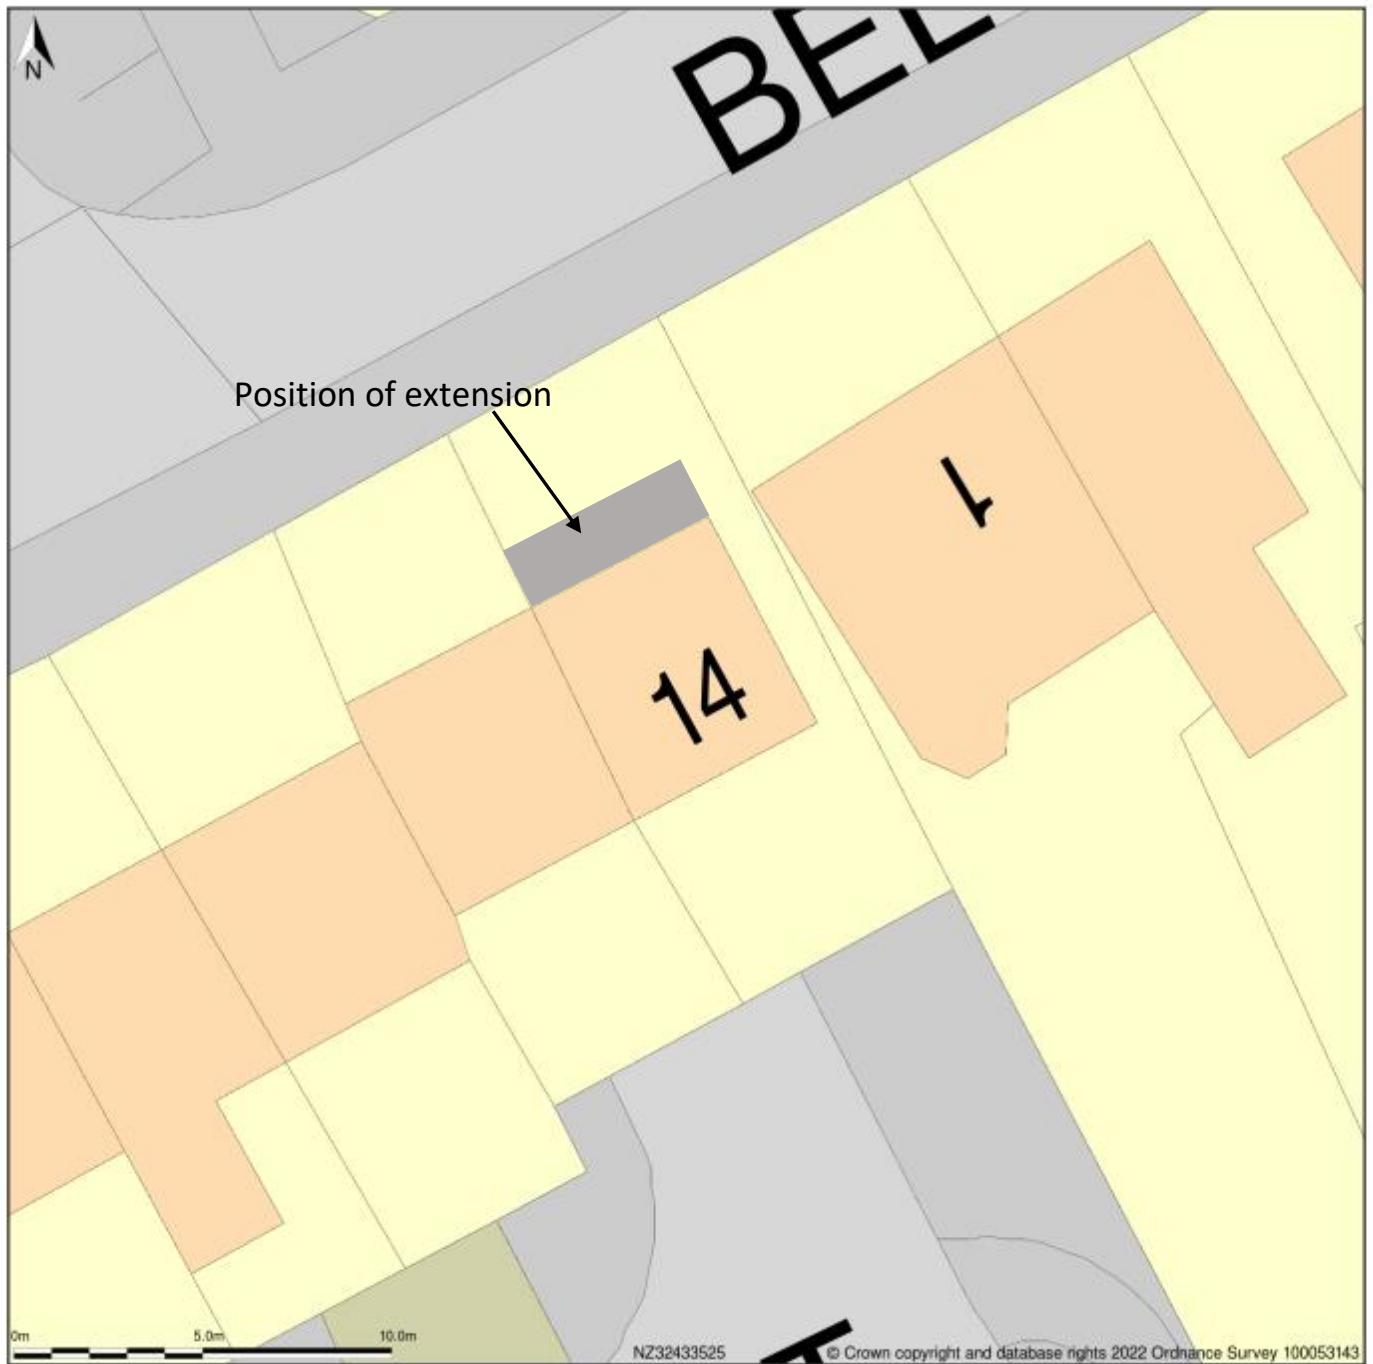 BEL
N
Position of extension
1
14
0m 5.0m 10.0m
NZ32433525
© Crown copyright and database rights 2022 Ordnance Survey 100053143